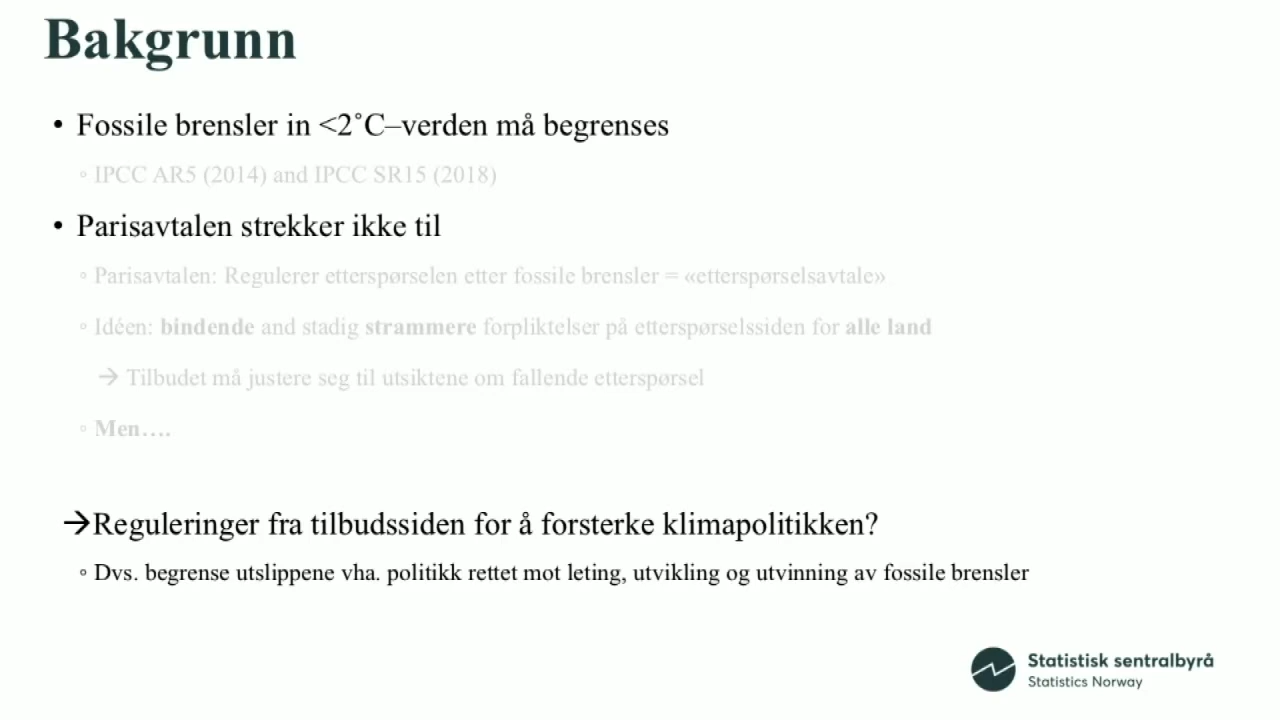 Bakgrunn
• Fossile brensler in <2˚C–verden må begrenses
◦ IPCC AR5 (2014) and IPCC SR15 (2018)
• Parisavtalen strekker ikke til
◦ Parisavtalen: Regulerer etterspørselen etter fossile brensler = «etterspørselsavtale»
◦ Idéen: bindende and stadig strammere forpliktelser på etterspørselssiden for alle land
→ Tilbudet må justere seg til utsiktene om fallende etterspørsel
◦ Men….
→Reguleringer fra tilbudssiden for å forsterke klimapolitikken?
◦ Dvs. begrense utslippene vha. politikk rettet mot leting, utvikling og utvinning av fossile brensler
Statistisk sentralbyrå
Statistics Norway